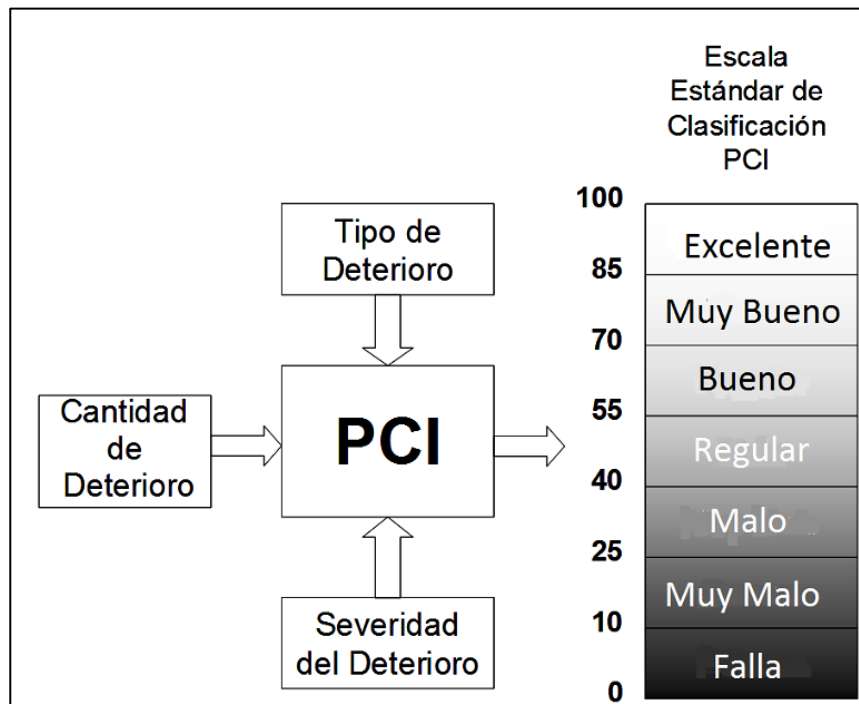 Escala
Estándar de
Clasificación
PCI
100
Tipo de
Deterioro
Excelente
85
Muy Bueno
70
Bueno
Cantidad
de
Deterioro
PCI
55
Regular
40
Malo
25
Severidad
del Deterioro
Muy Malo
10
Falla
0